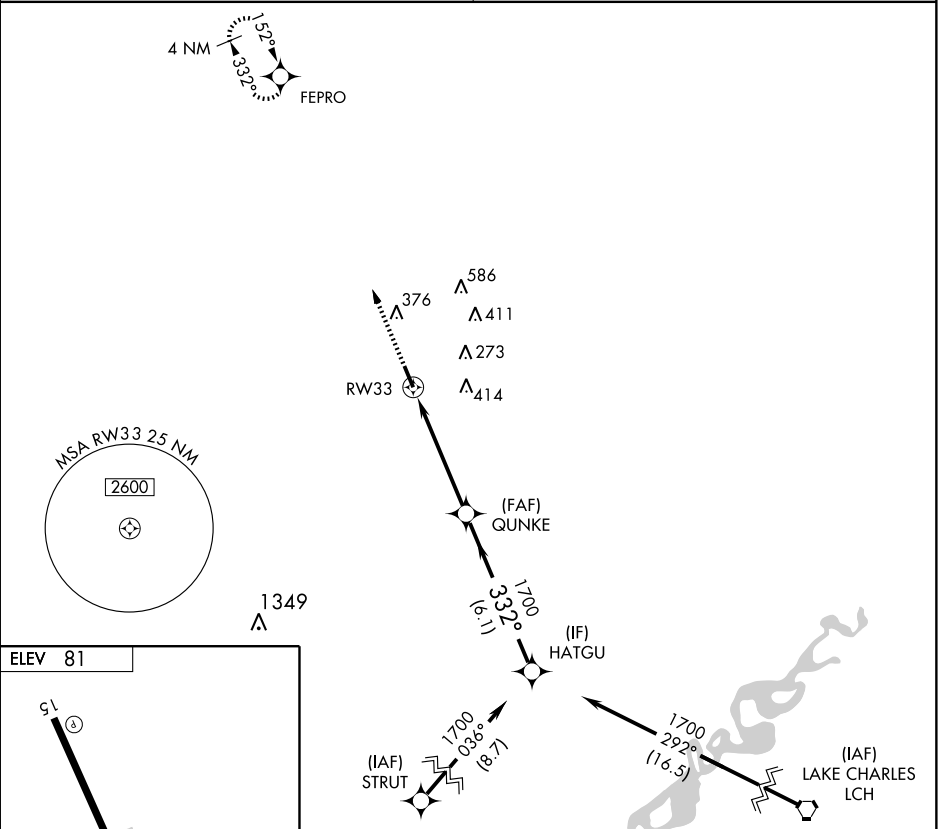 152°
4 NM
332°
FEPRO
586
376
411
273
RW33
414
MSA RW33 25 NM
2600
(FAF)
QUNKE
1700
332°
(6.1)
1349
(IF)
HATGU
ELEV 81
15
P
1700
036°
(8.7)
(IAF)
STRUT
1700
292°
(16.5)
(IAF)
LAKE CHARLES
LCH